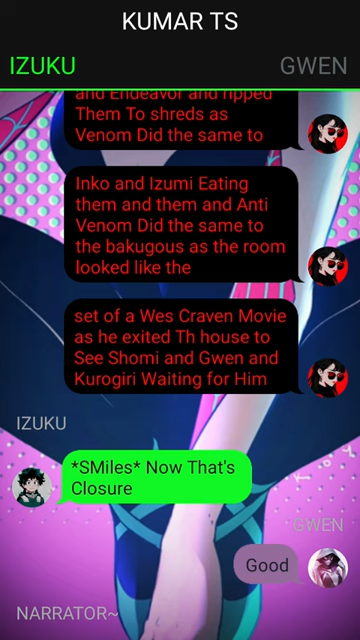 KUMAR TS
IZUKU
GWEN
and Endeavor and ripped
Them To shreds as
Venom Did the same to
Inko and Izumi Eating
them and them and Anti
Venom Did the same to
the bakugous as the room
looked like the
set of a Wes Craven Movie
as he exited Th house to
See Shomi and Gwen and
Kurogiri Waiting for Him
IZUKU
*SMiles* Now That's
Closure
GWEN
Good
NARRATOR~